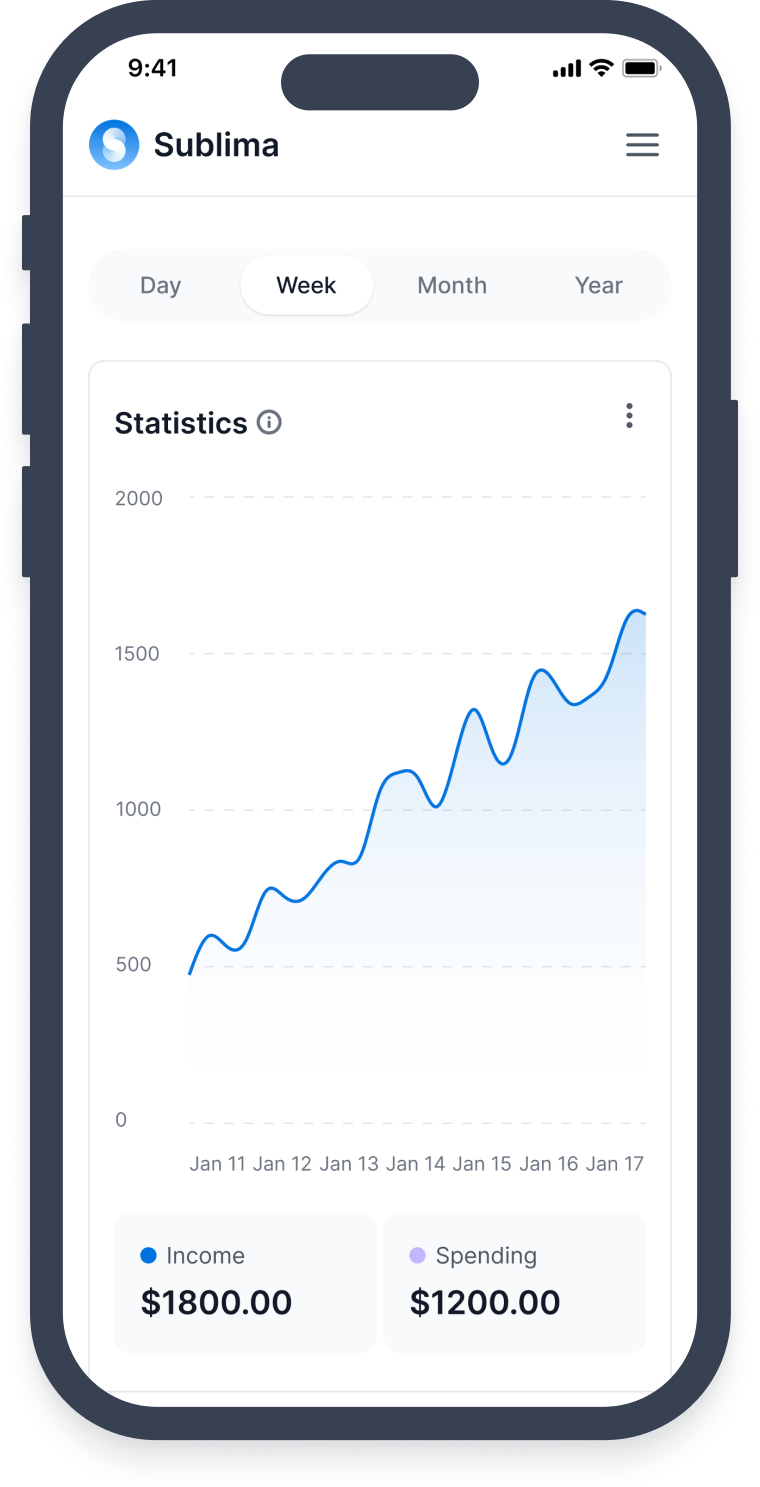 9:41
Sublima
Day Week Month Year
Statistics
2000
1500
1000
500
0
Jan 11 Jan 12 Jan 13 Jan 14 Jan 15 Jan 16 Jan 17
Income
$1800.00
Spending
$1200.00